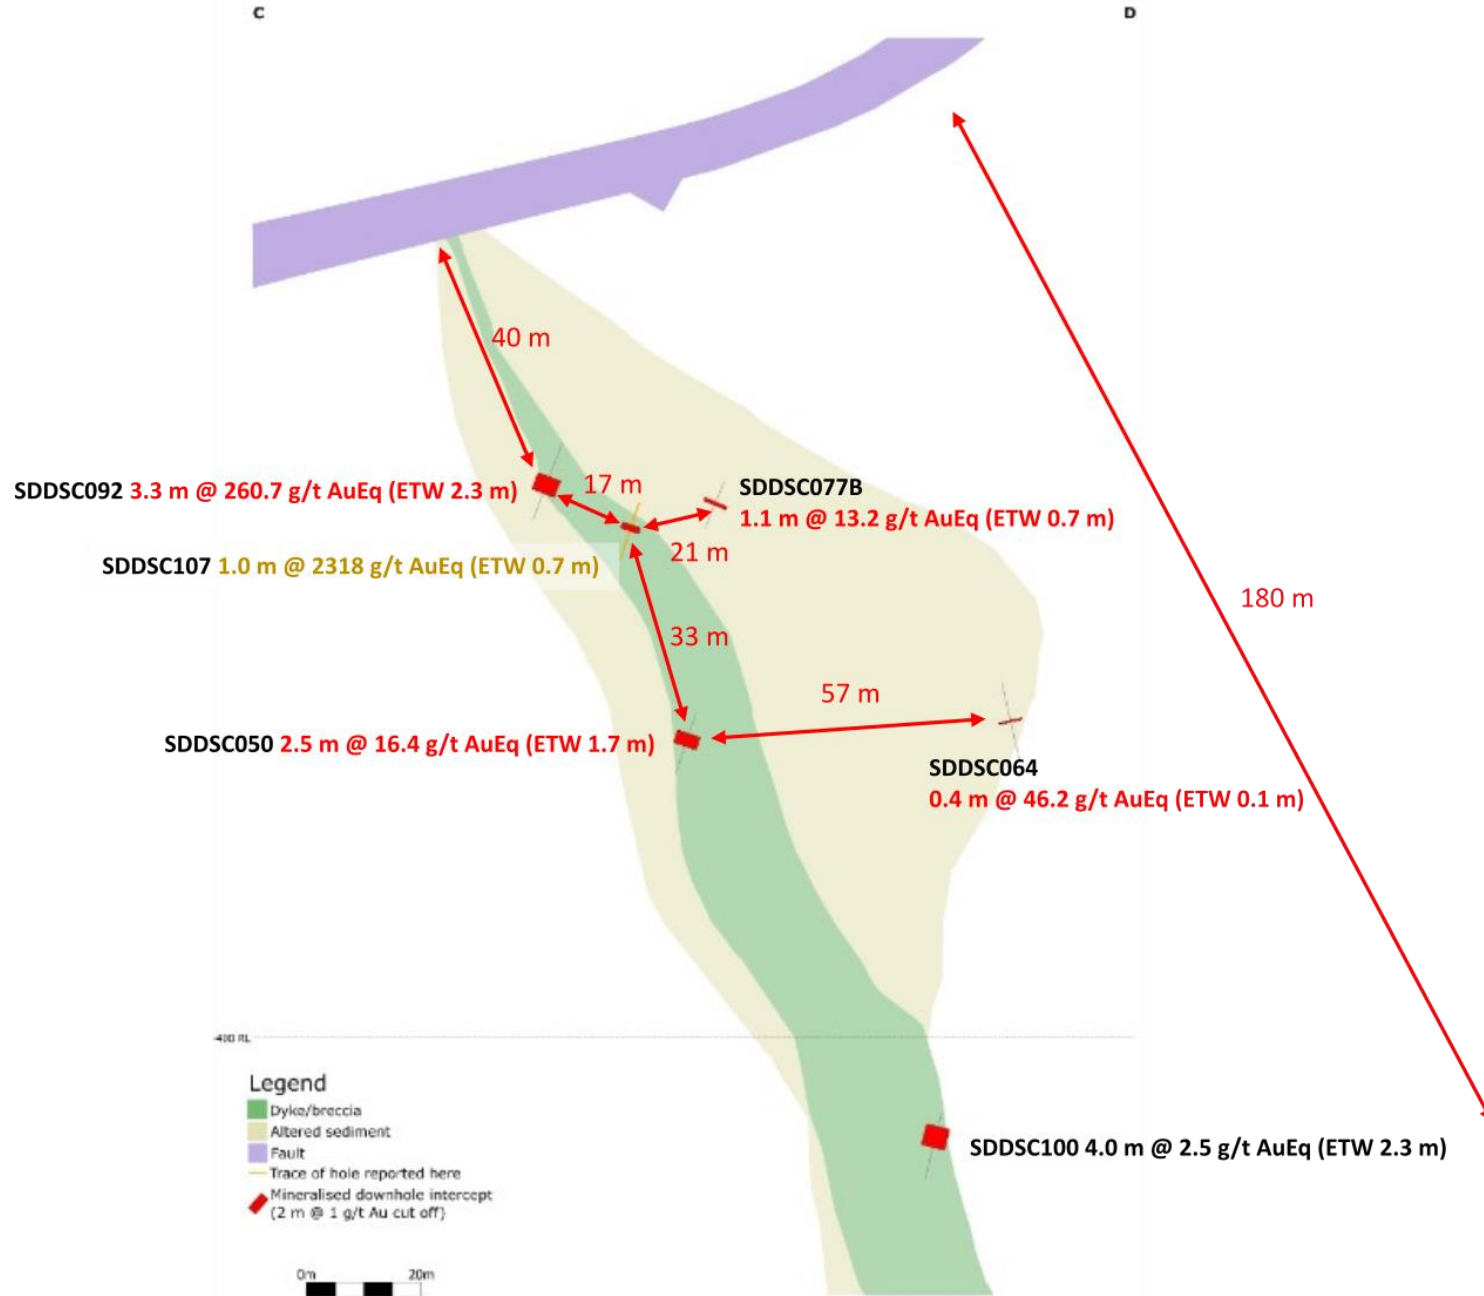 C
D
40 m
17 m
SDDSC077B
SDDSC092 3.3 m @ 260.7 g/t AuEq (ETW 2.3 m)
1.1 m @ 13.2 g/t AuEq (ETW 0.7 m)
21 m
SDDSC107 1.0 m @ 2318 g/t AuEq (ETW 0.7 m)
180 m
33 m
57 m
SDDSC050 2.5 m @ 16.4 g/t AuEq (ETW 1.7 m)
SDDSC064
0.4 m @ 46.2 g/t AuEq (ETW 0.1 m)
-400 RL
Legend
Dyke/breccia
Altered sediment
Fault
Trace of hole reported here
Mineralised downhole intercept
(2 m @ 1 g/t Au cut off)
SDDSC100 4.0 m @ 2.5 g/t AuEq (ETW 2.3 m)
0m 20m